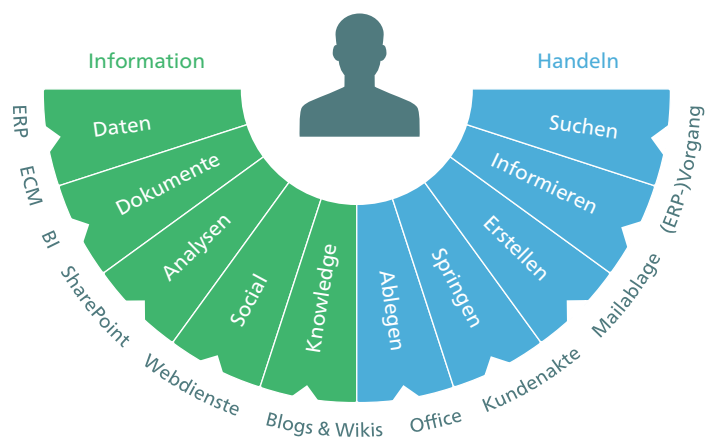 Information
Handeln
Daten
Dokumente
Analysen
Social
Knowledge
Ablegen
Springen
Erstellen
Informieren
Suchen
ERP
ECM
BI
SharePoint
Webdienste
Blogs & Wikis
Office
Kundenakte
Mailablage
(ERP-)Vorgang